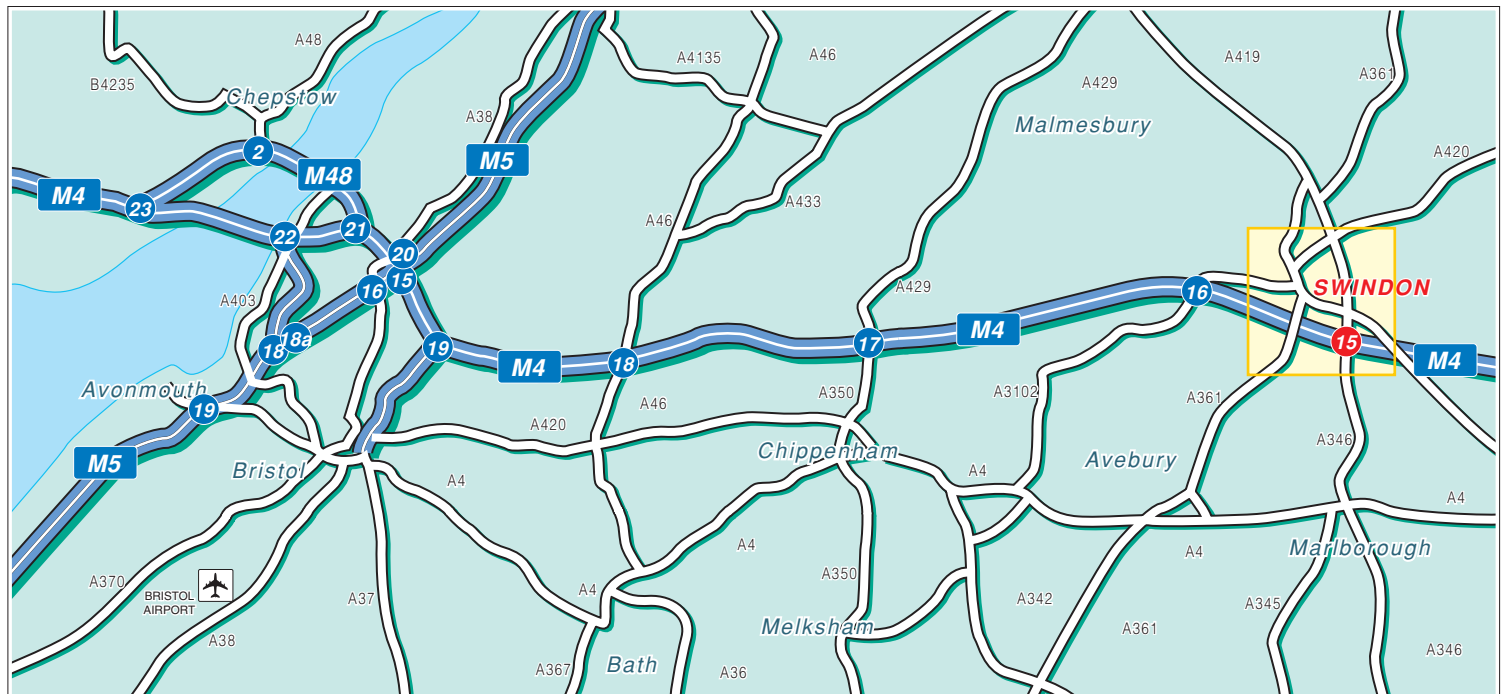 A48
A4135
A46
A419
A361
B4235
Chepstow
A429
A38
Malmesbury
2
M5
A420
M48
M4
23
A433
A46
22
21
20
15
16
A429
16
SWINDON
A403
18a
18
19
M4
17
M4
15
M4
18
Avonmouth
19
A46
A350
A3102
A361
A420
A346
Chippenham
M5
Bristol
Avebury
A4
A4
A4
A4
A4
Marlborough
A370
BRISTOL
AIRPORT
A4
A350
A37
A342
A345
Melksham
A361
A38
A367
Bath
A36
A346